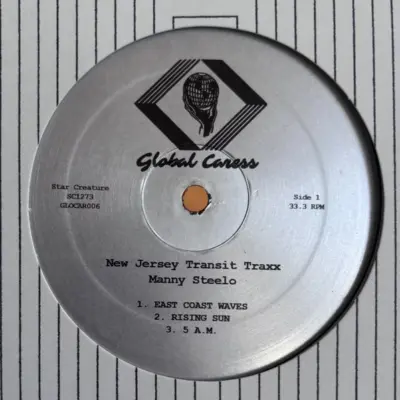 Global Caress
Star Creature
SC1273
GLOCAR006
Side 1
33.3 RPM
New Jersey Transit Traxx
Manny Steelo
1. EAST COAST WAVES
2. RISING SUN
3. 5 A.M.